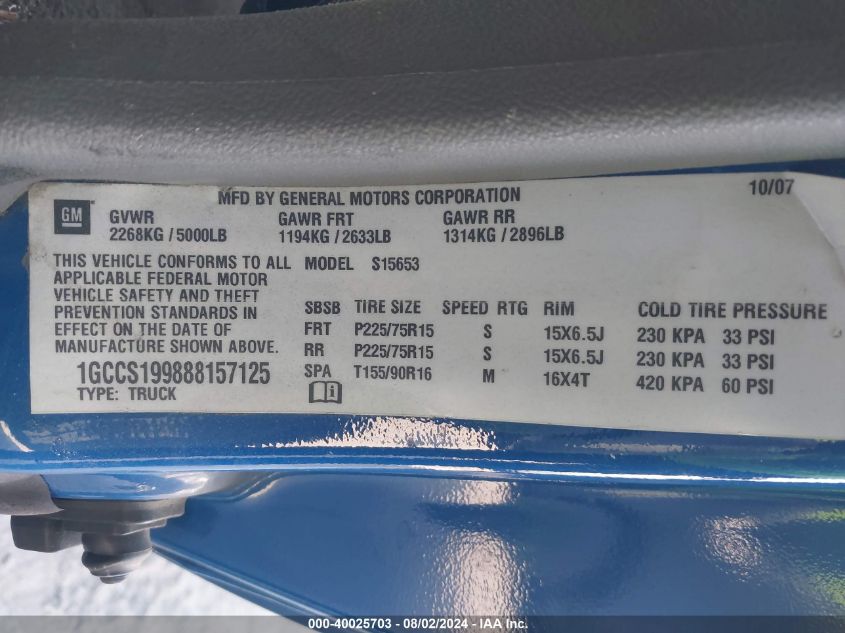 MFD BY GENERAL MOTORS CORPORATION 10/07
GM
GVWR GAWR FRT GAWR RR
2268KG / 5000LB 1194KG / 2633LB 1314KG / 2896LB
THIS VEHICLE CONFORMS TO ALL
APPLICABLE FEDERAL MOTOR
VEHICLE SAFETY AND THEFT
PREVENTION STANDARDS IN
EFFECT ON THE DATE OF
MANUFACTURE SHOWN ABOVE.
1GCCS199888157125
TYPE: TRUCK
MODEL S15653
SBSB TIRE SIZE SPEED RTG RIM COLD TIRE PRESSURE
FRT P225/75R15 S 15X6.5J 230 KPA 33 PSI
RR P225/75R15 S 15X6.5J 230 KPA 33 PSI
SPA T155/90R16 M 16X4T 420 KPA 60 PSI
000-40025703 - 08/02/2024 - IAA Inc.